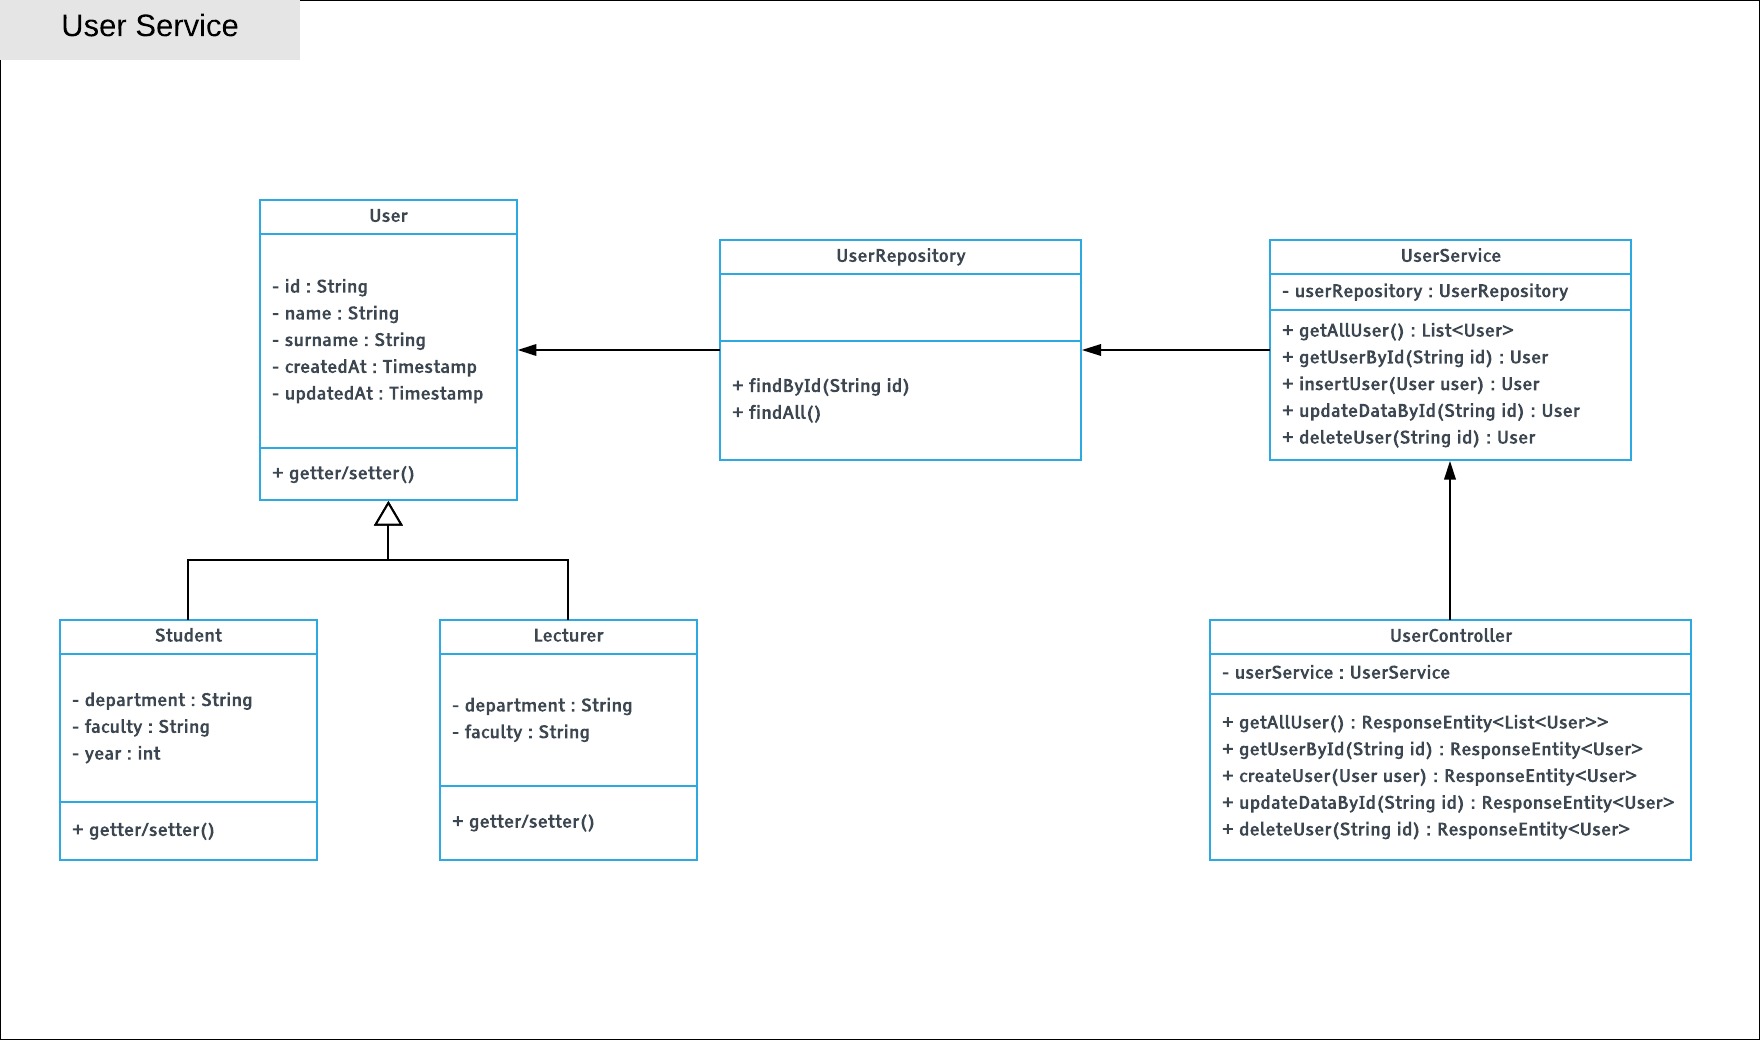 User Service
User
- id : String
- name : String
- surname : String
- createdAt : Timestamp
- updatedAt : Timestamp
+ getter/setter()
UserRepository
+ findById(String id)
+ findAll()
UserService
- userRepository : UserRepository
+ getAllUser() : List<User>
+ getUserById(String id) : User
+ insertUser(User user) : User
+ updateDataById(String id) : User
+ deleteUser(String id) : User
Student
- department : String
- faculty : String
- year : int
+ getter/setter()
Lecturer
- department : String
- faculty : String
+ getter/setter()
UserController
- userService : UserService
+ getAllUser() : ResponseEntity<List<User>>
+ getUserById(String id) : ResponseEntity<User>
+ createUser(User user) : ResponseEntity<User>
+ updateDataById(String id) : ResponseEntity<User>
+ deleteUser(String id) : ResponseEntity<User>